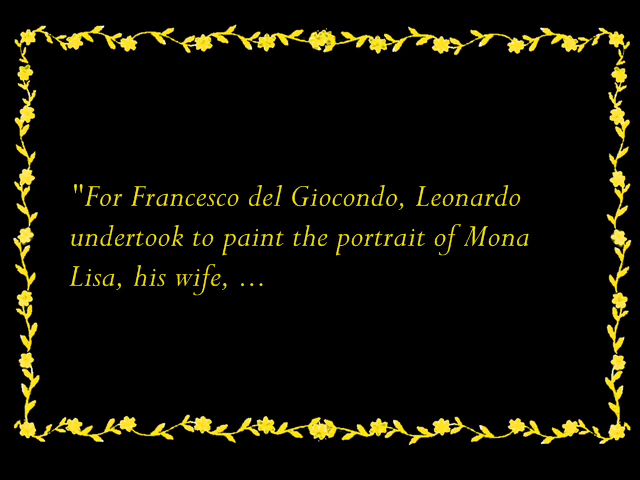 "For Francesco del Giocondo, Leonardo
undertook to paint the portrait of Mona
Lisa, his wife, ...